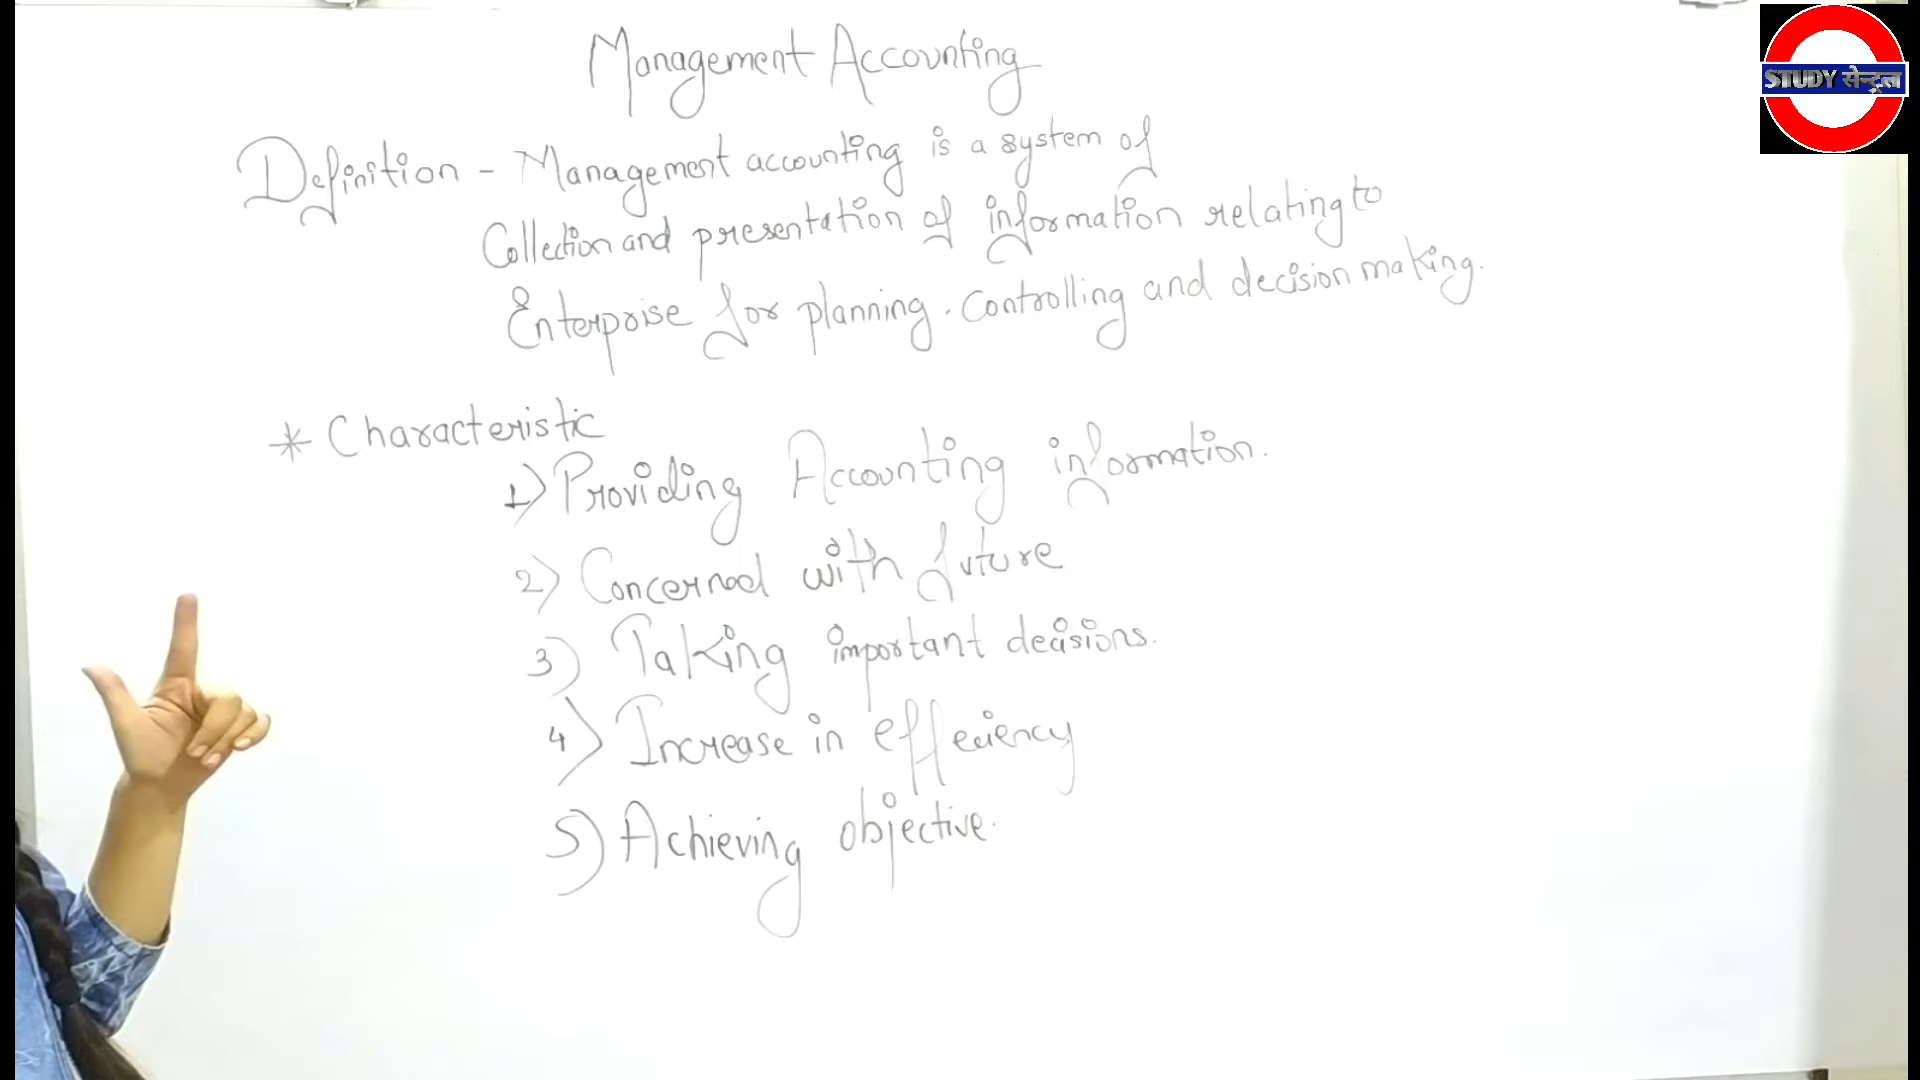 Management Accounting
STUDY सेन्ट्रल
Definition - Management accounting is a system of
Collection and presentation of information relating to
Enterprise for planning. Controlling and decision making.
* Characteristic
1) Providing Accounting information.
2) Concerned with future
3) Taking important decisions.
4) Increase in effeciency
5) Achieving objective.